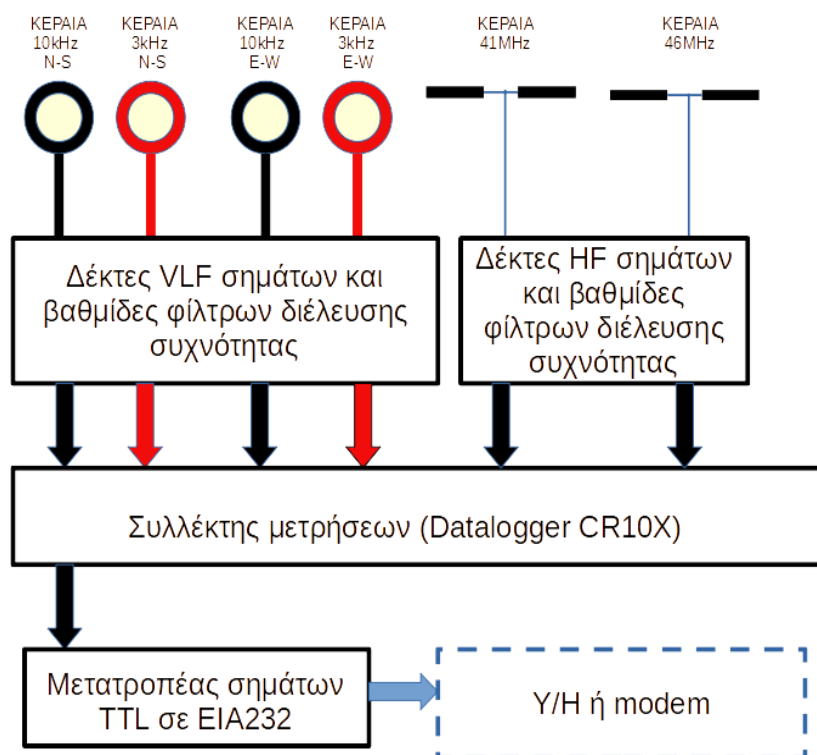 ΚΕΡΑΙΑ
10kHz
N-S
ΚΕΡΑΙΑ
3kHz
N-S
ΚΕΡΑΙΑ
10kHz
E-W
ΚΕΡΑΙΑ
3kHz
E-W
ΚΕΡΑΙΑ
41MHz
ΚΕΡΑΙΑ
46MHz
Δέκτες VLF σημάτων και
βαθμίδες φίλτρων διέλευσης
συχνότητας
Δέκτες HF σημάτων
και βαθμίδες
φίλτρων διέλευσης
συχνότητας
Συλλέκτης μετρήσεων (Datalogger CR10X)
Μετατροπέας σημάτων
TTL σε EIA232
Υ/Η ή modem